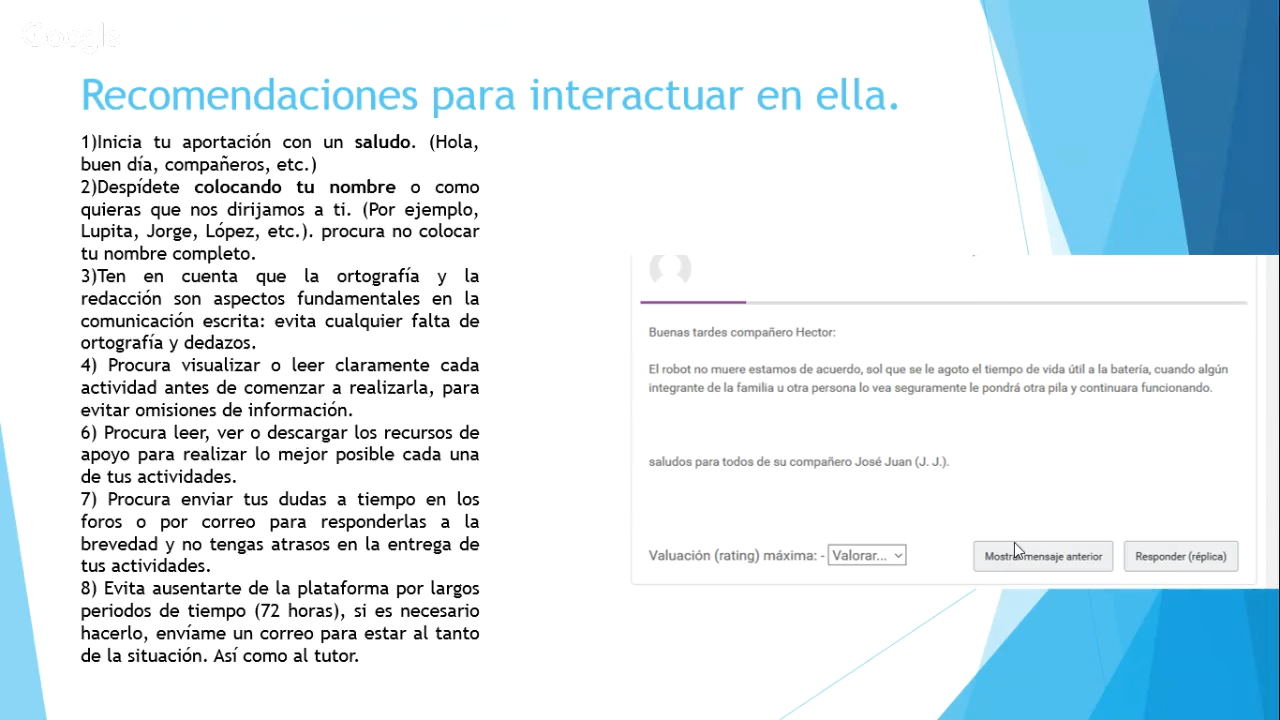 Google
Recomendaciones para interactuar en ella.
1)Inicia tu aportación con un saludo. (Hola,
buen día, compañeros, etc.)
2)Despídete colocando tu nombre o como
quieras que nos dirijamos a ti. (Por ejemplo,
Lupita, Jorge, López, etc.). procura no colocar
tu nombre completo.
3)Ten en cuenta que la ortografía y la
redacción son aspectos fundamentales en la
comunicación escrita: evita cualquier falta de
ortografía y dedazos.
4) Procura visualizar o leer claramente cada
actividad antes de comenzar a realizarla, para
evitar omisiones de información.
6) Procura leer, ver o descargar los recursos de
apoyo para realizar lo mejor posible cada una
de tus actividades.
7) Procura enviar tus dudas a tiempo en los
foros o por correo para responderlas a la
brevedad y no tengas atrasos en la entrega de
tus actividades.
8) Evita ausentarte de la plataforma por largos
periodos de tiempo (72 horas), si es necesario
hacerlo, envíame un correo para estar al tanto
de la situación. Así como al tutor.
Buenas tardes compañero Hector:
El robot no muere estamos de acuerdo, sol que se le agoto el tiempo de vida útil a la batería, cuando algún
integrante de la familia u otra persona lo vea seguramente le pondrá otra pila y continuara funcionando.
saludos para todos de su compañero José Juan (J. J.).
Valuación (rating) máxima: - Valorar...
Mostrar mensaje anterior
Responder (réplica)